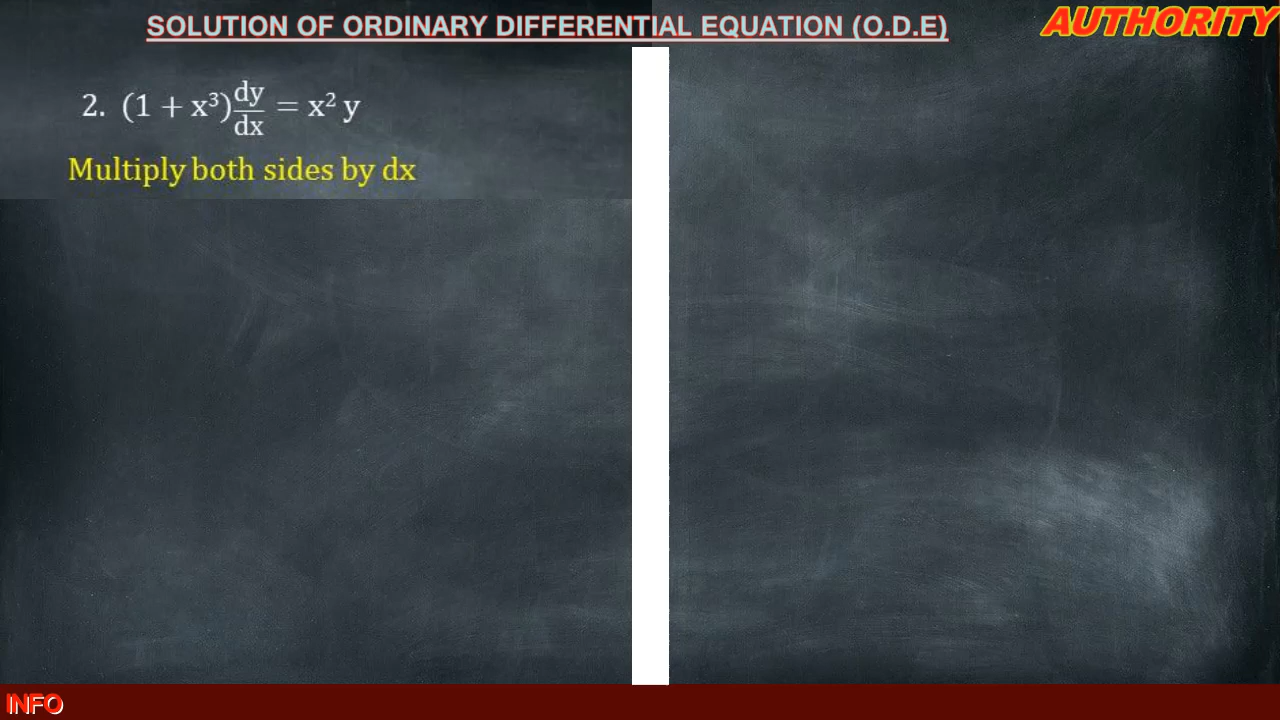 SOLUTION OF ORDINARY DIFFERENTIAL EQUATION (O.D.E)
AUTHORITY
2. (1 + x³)dy/dx = x² y
Multiply both sides by dx
INFO